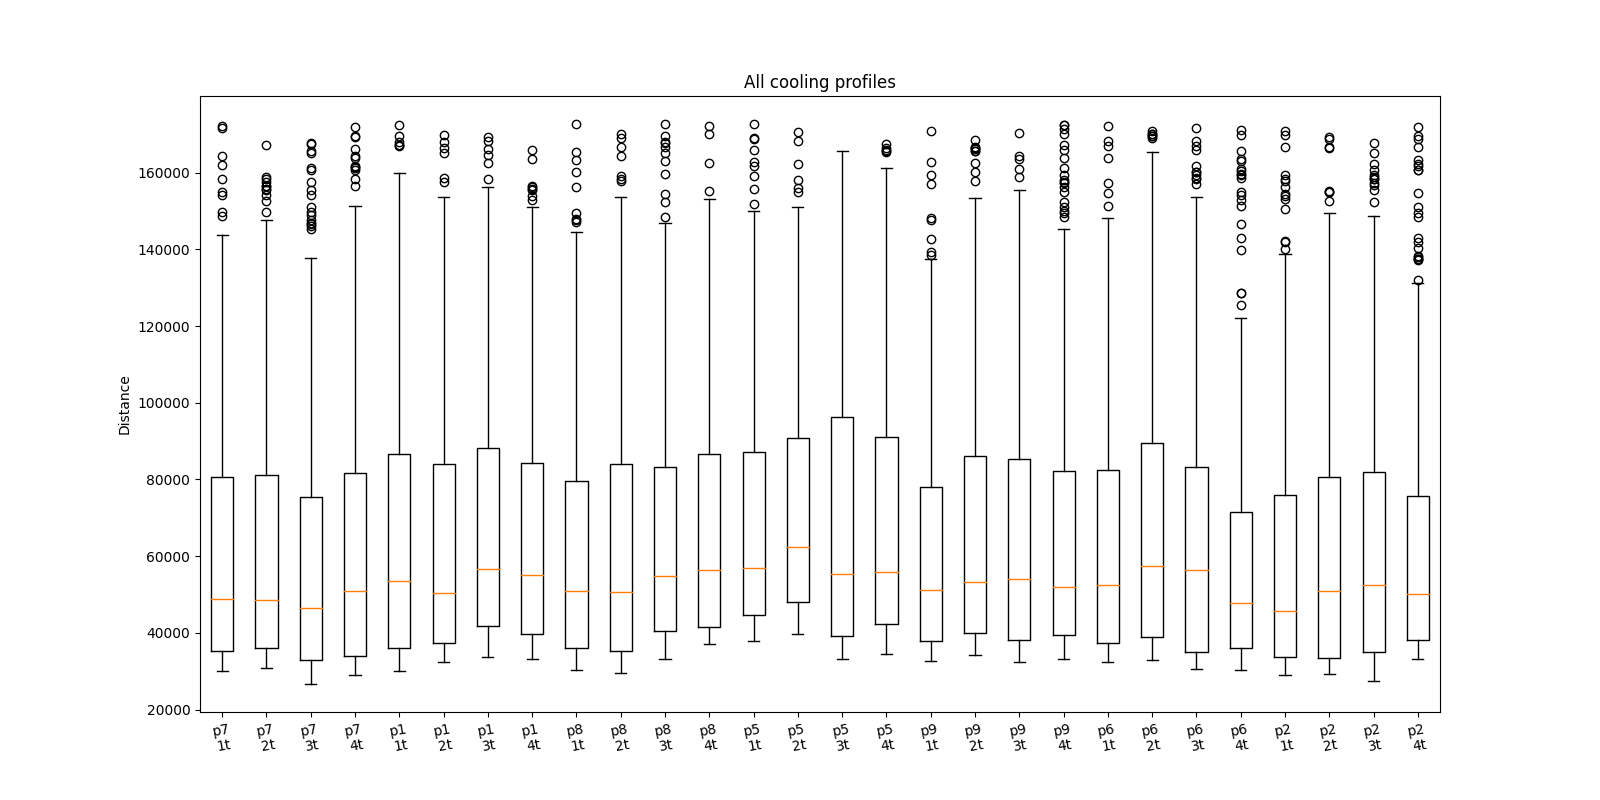 All cooling profiles
Distance
160000
140000
120000
100000
80000
60000
40000
20000
p7 1t
p7 2t
p7 3t
p7 4t
p1 1t
p1 2t
p1 3t
p1 4t
p8 1t
p8 2t
p8 3t
p8 4t
p5 1t
p5 2t
p5 3t
p5 4t
p9 1t
p9 2t
p9 3t
p9 4t
p6 1t
p6 2t
p6 3t
p6 4t
p2 1t
p2 2t
p2 3t
p2 4t